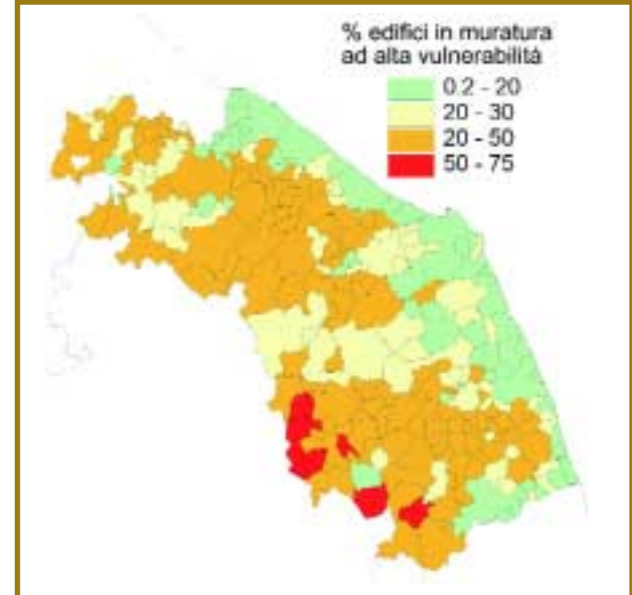 % edifici in muratura
ad alta vulnerabilità
0.2 - 20
20 - 30
20 - 50
50 - 75